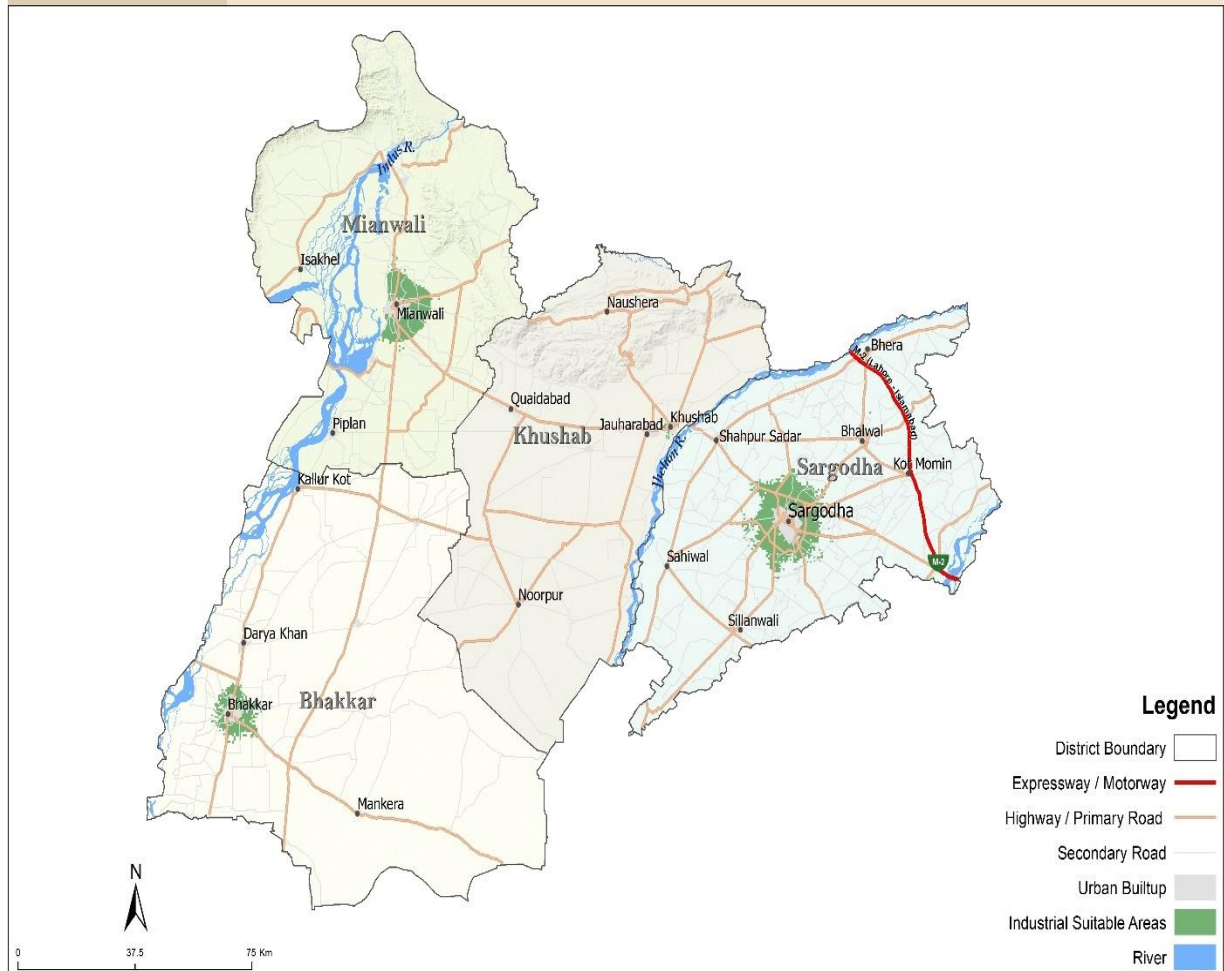 Indus R.
Mianwali
Isakhel
Mianwali
Naushera
Bhera
M-2 (Lahore - Islamabad)
Quaidabad
Khushab
Jauharabad
Khushab
Piplan
Shahpur Sadar
Bhalwal
Sargodha
Kot Momin
Kallur Kot
Sargodha
Sahiwal
M-2
Noorpur
Sillanwali
Darya Khan
Bhakkar
Bhakkar
Mankera
Legend
District Boundary
Expressway / Motorway
Highway / Primary Road
Secondary Road
Urban Builtup
Industrial Suitable Areas
River
N
0 37.5 75 Km